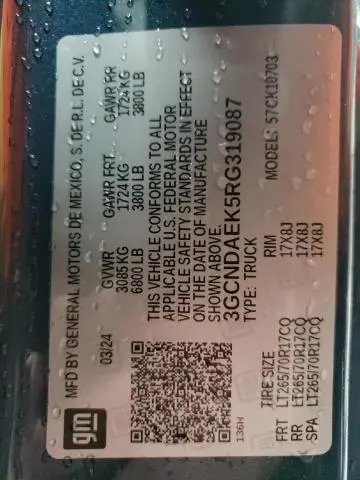 gm
MFD BY GENERAL MOTORS DE MEXICO, S. DE R.L. DE C.V.
03/24
GVWR GAWR FRT. GAWR RR
3085 KG 1724 KG 1724 KG
6800 LB 3800 LB 3800 LB
THIS VEHICLE CONFORMS TO ALL
APPLICABLE U.S. FEDERAL MOTOR
VEHICLE SAFETY STANDARDS IN EFFECT
ON THE DATE OF MANUFACTURE
SHOWN ABOVE.
3GCNDAEK5RG319087
TYPE: TRUCK MODEL: 57CK10703
136H
TIRE SIZE RIM
FRT LT265/70R17CQ 17X8J
RR LT265/70R17CQ 17X8J
SPA LT265/70R17CQ 17X8J